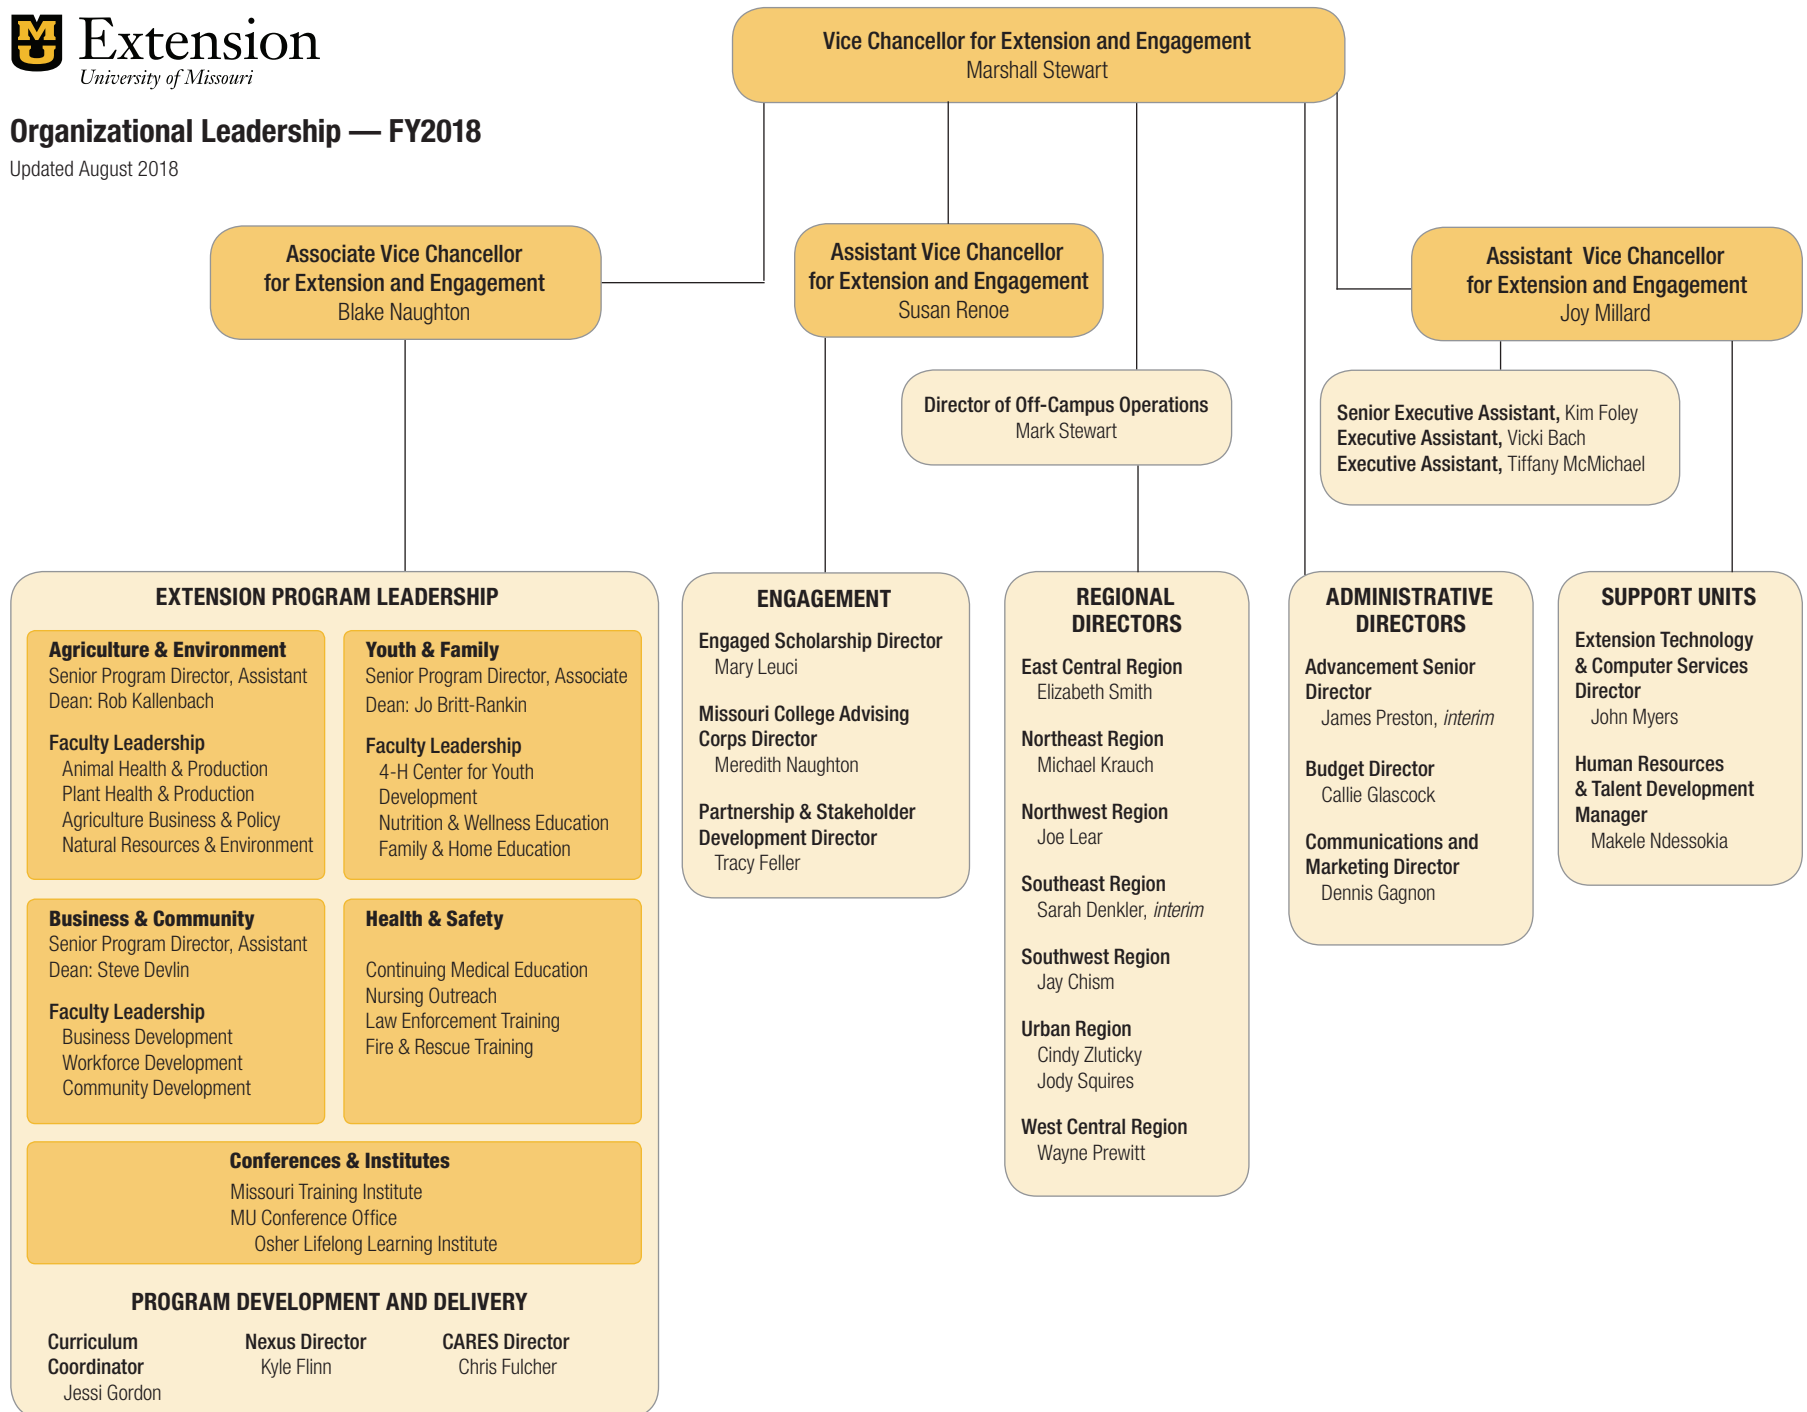 MU Extension
University of Missouri
Organizational Leadership — FY2018
Updated August 2018
Vice Chancellor for Extension and Engagement
Marshall Stewart
Associate Vice Chancellor
for Extension and Engagement
Blake Naughton
Assistant Vice Chancellor
for Extension and Engagement
Susan Renoe
Assistant Vice Chancellor
for Extension and Engagement
Joy Millard
Director of Off-Campus Operations
Mark Stewart
Senior Executive Assistant, Kim Foley
Executive Assistant, Vicki Bach
Executive Assistant, Tiffany McMichael
EXTENSION PROGRAM LEADERSHIP
Agriculture & Environment
Senior Program Director, Assistant
Dean: Rob Kallenbach
Faculty Leadership
Animal Health & Production
Plant Health & Production
Agriculture Business & Policy
Natural Resources & Environment
Youth & Family
Senior Program Director, Associate
Dean: Jo Britt-Rankin
Faculty Leadership
4-H Center for Youth
Development
Nutrition & Wellness Education
Family & Home Education
Business & Community
Senior Program Director, Assistant
Dean: Steve Devlin
Faculty Leadership
Business Development
Workforce Development
Community Development
Health & Safety
Continuing Medical Education
Nursing Outreach
Law Enforcement Training
Fire & Rescue Training
Conferences & Institutes
Missouri Training Institute
MU Conference Office
Osher Lifelong Learning Institute
PROGRAM DEVELOPMENT AND DELIVERY
Curriculum
Coordinator
Jessi Gordon
Nexus Director
Kyle Flinn
CARES Director
Chris Fulcher
ENGAGEMENT
Engaged Scholarship Director
Mary Leuci
Missouri College Advising
Corps Director
Meredith Naughton
Partnership & Stakeholder
Development Director
Tracy Feller
REGIONAL
DIRECTORS
East Central Region
Elizabeth Smith
Northeast Region
Michael Krauch
Northwest Region
Joe Lear
Southeast Region
Sarah Denkler, interim
Southwest Region
Jay Chism
Urban Region
Cindy Zluticky
Jody Squires
West Central Region
Wayne Prewitt
ADMINISTRATIVE
DIRECTORS
Advancement Senior
Director
James Preston, interim
Budget Director
Callie Glascock
Communications and
Marketing Director
Dennis Gagnon
SUPPORT UNITS
Extension Technology
& Computer Services
Director
John Myers
Human Resources
& Talent Development
Manager
Makele Ndessokia